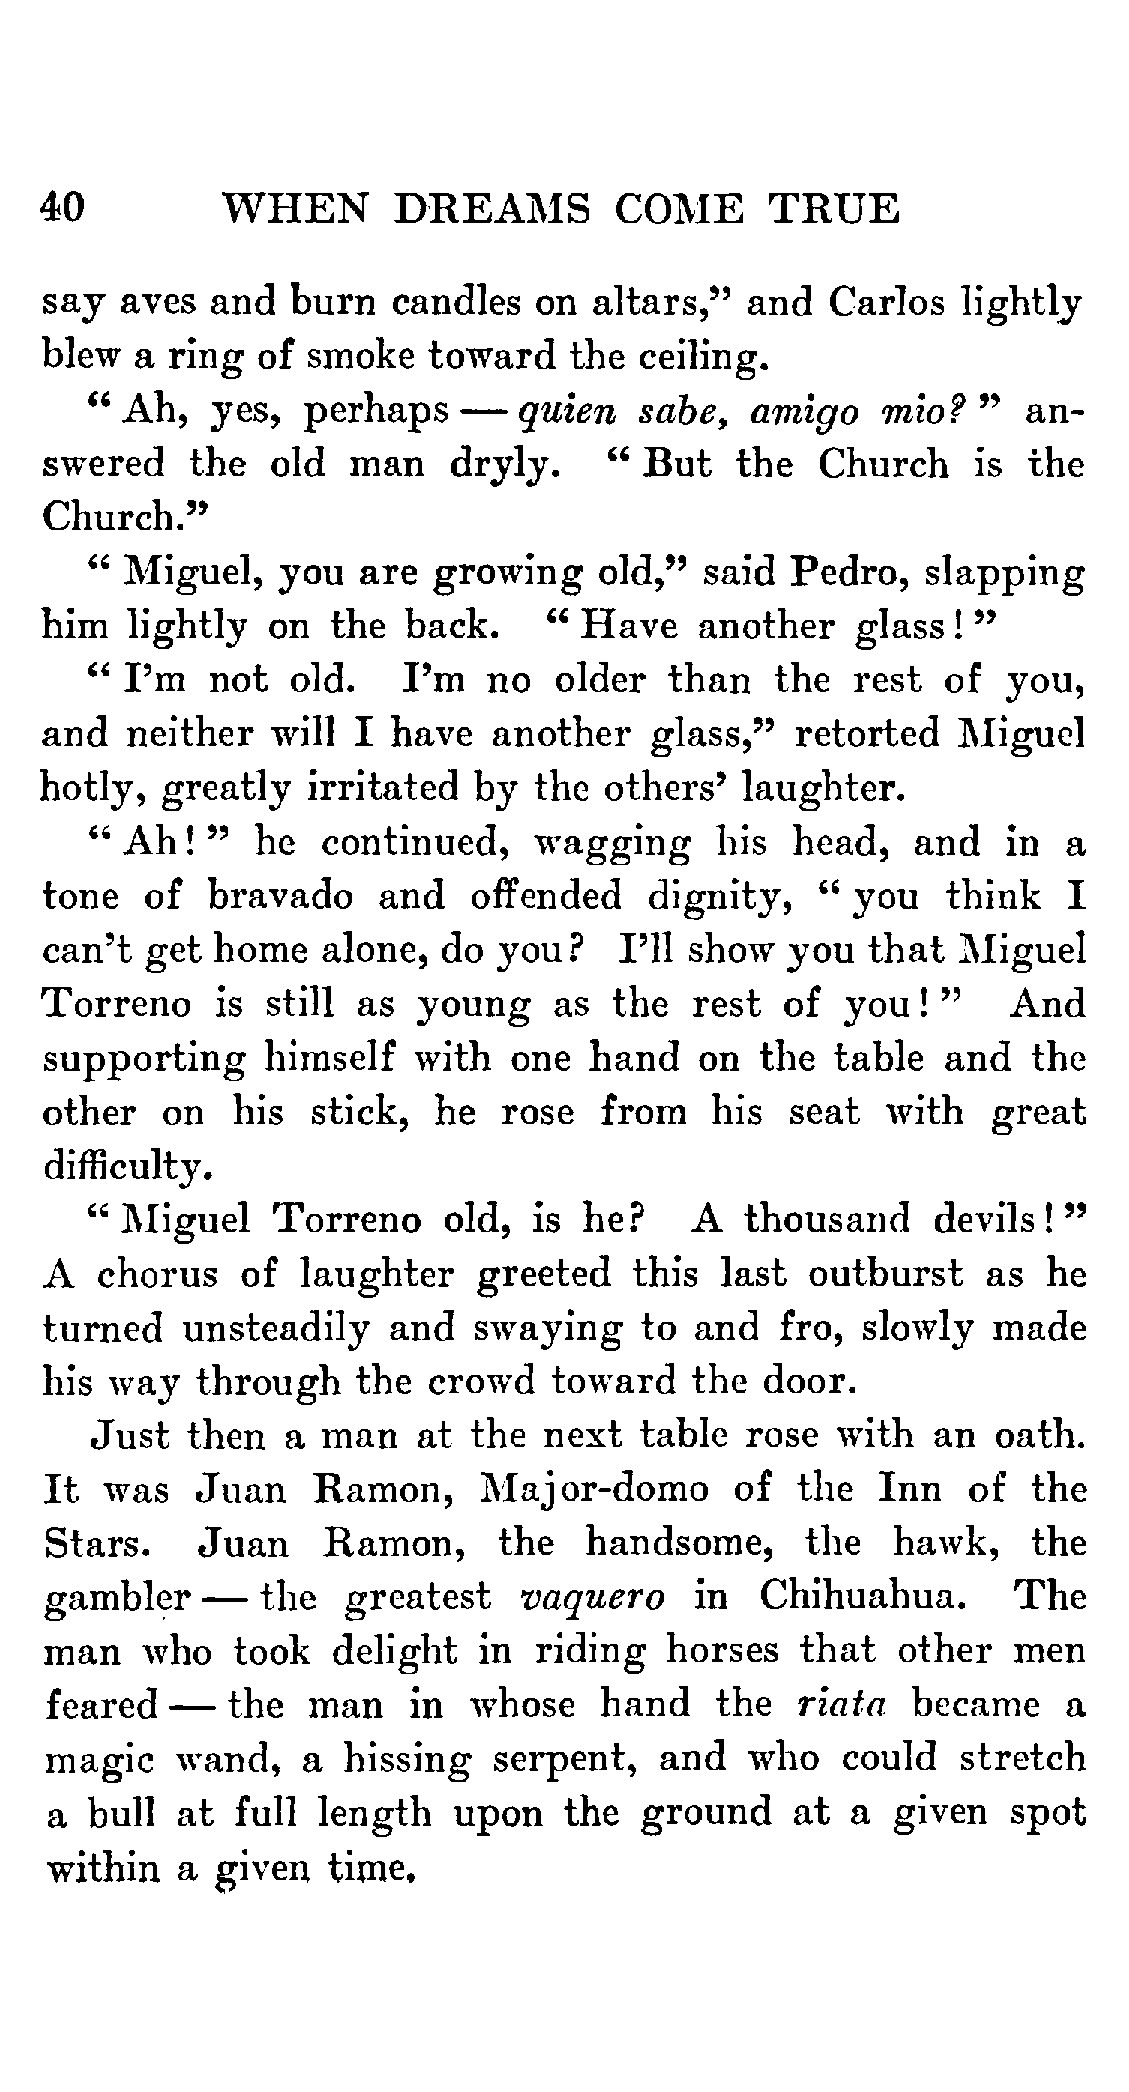 40 WHEN DREAMS COME TRUE
say aves and burn candles on altars,” and Carlos lightly
blew a ring of smoke toward the ceiling.
“ Ah, yes, perhaps — quien sabe, amigo mio? ” an-
swered the old man dryly. “ But the Church is the
Church.”
“ Miguel, you are growing old,” said Pedro, slapping
him lightly on the back. “ Have another glass! ”
“ I’m not old. I’m no older than the rest of you,
and neither will I have another glass,” retorted Miguel
hotly, greatly irritated by the others’ laughter.
“ Ah! ” he continued, wagging his head, and in a
tone of bravado and offended dignity, “ you think I
can’t get home alone, do you? I’ll show you that Miguel
Torreno is still as young as the rest of you! ” And
supporting himself with one hand on the table and the
other on his stick, he rose from his seat with great
difficulty.
“ Miguel Torreno old, is he? A thousand devils! ”
A chorus of laughter greeted this last outburst as he
turned unsteadily and swaying to and fro, slowly made
his way through the crowd toward the door.
Just then a man at the next table rose with an oath.
It was Juan Ramon, Major-domo of the Inn of the
Stars. Juan Ramon, the handsome, the hawk, the
gambler — the greatest vaquero in Chihuahua. The
man who took delight in riding horses that other men
feared — the man in whose hand the riata became a
magic wand, a hissing serpent, and who could stretch
a bull at full length upon the ground at a given spot
within a given time.